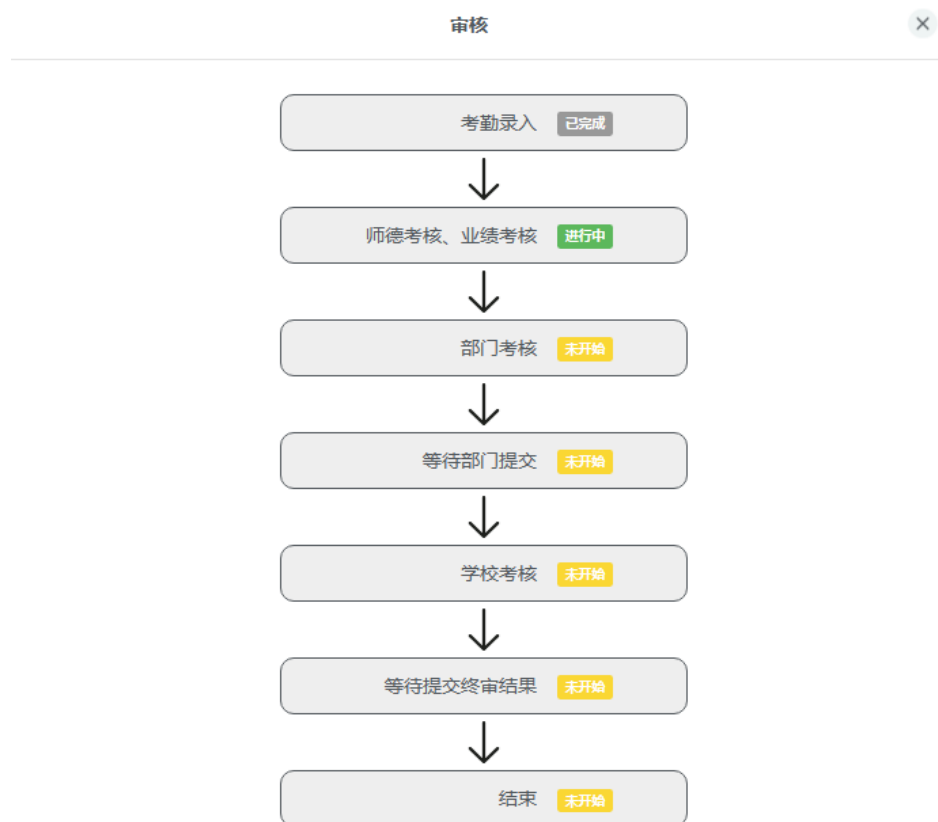 审核
考勤录入 已完成
师德考核、业绩考核 进行中
部门考核 未开始
等待部门提交 未开始
学校考核 未开始
等待提交终审结果 未开始
结束 未开始